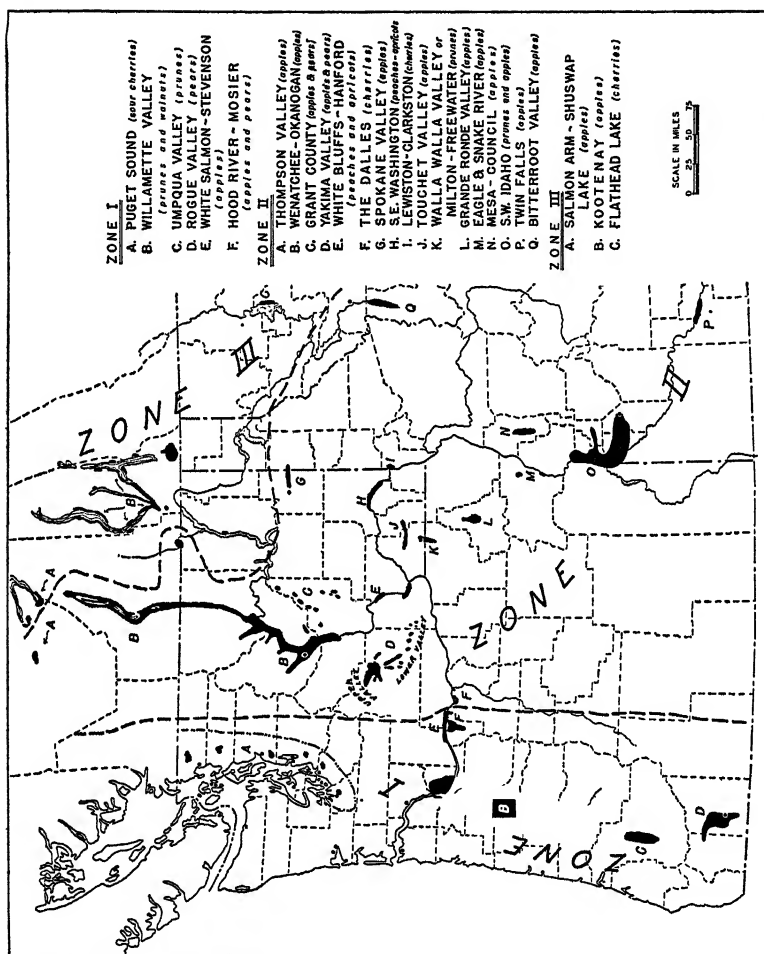 ZONE I
A. PUGET SOUND (sour cherries)
B. WILLAMETTE VALLEY
(prunes and walnuts)
C. UMPQUA VALLEY (prunes)
D. ROGUE VALLEY (pears)
E. WHITE SALMON-STEVENSON
(apples)
F. HOOD RIVER-MOSIER
(apples and pears)
ZONE II
A. THOMPSON VALLEY (apples)
B. WENATCHEE-OKANOGAN (apples)
C. GRANT COUNTY (apples & pears)
D. YAKIMA VALLEY (apples & pears)
E. WHITE BLUFFS-HANFORD
(peaches and apricots)
F. THE DALLES (cherries)
G. SPOKANE VALLEY (apples)
H. S.E. WASHINGTON (peaches-apricots)
I. LEWISTON-CLARKSTON (cherries)
J. TOUCHET VALLEY (apples)
K. WALLA WALLA VALLEY or
MILTON-FREEWATER (prunes)
L. GRANDE RONDE VALLEY (apples)
M. EAGLE & SNAKE RIVER (apples)
N. MESA-COUNCIL (apples)
O. S.W. IDAHO (prunes and apples)
P. TWIN FALLS (apples)
Q. BITTERROOT VALLEY (apples)
ZONE III
A. SALMON ARM-SHUSWAP
LAKE (apples)
B. KOOTENAY (apples)
C. FLATHEAD LAKE (cherries)
SCALE IN MILES
0 25 50 75
ZONE III
A
A
B
B
C
A
A
B
C
G
Q
D
LOWER VALLEY
E
H
I
J
K
ZONE I
E
F
F
L
M
N
ZONE II
B
O
P
C
D